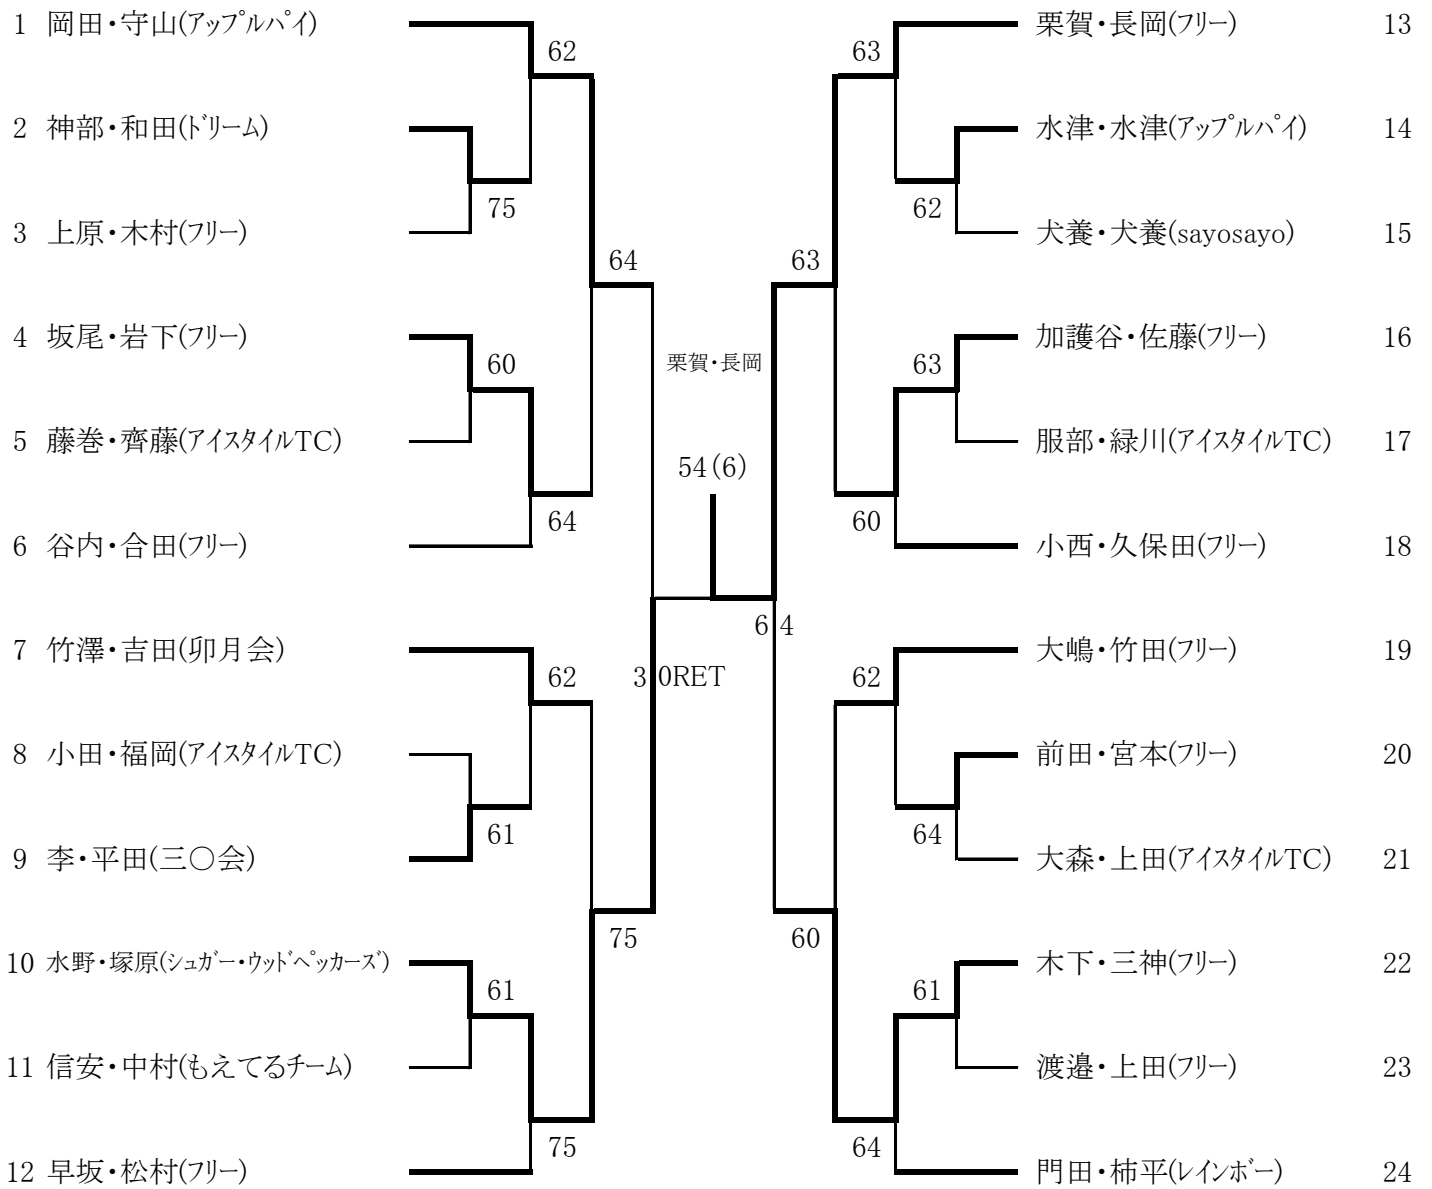 1 岡田・守山(アップルパイ)
62
2 神部・和田(ドリーム)
75
3 上原・木村(フリー)
64
4 坂尾・岩下(フリー)
60
5 藤巻・齊藤(アイスタイルTC)
64
6 谷内・合田(フリー)
7 竹澤・吉田(卯月会)
62
8 小田・福岡(アイスタイルTC)
61
9 李・平田(三〇会)
75
10 水野・塚原(シュガー・ウッドペッカーズ)
61
11 信安・中村(もえてるチーム)
75
12 早坂・松村(フリー)
3 0RET
栗賀・長岡
54(6)
6 4
栗賀・長岡(フリー) 13
63
水津・水津(アップルパイ) 14
62
犬養・犬養(sayosayo) 15
63
加護谷・佐藤(フリー) 16
63
服部・緑川(アイスタイルTC) 17
60
小西・久保田(フリー) 18
大嶋・竹田(フリー) 19
62
前田・宮本(フリー) 20
64
大森・上田(アイスタイルTC) 21
60
木下・三神(フリー) 22
61
渡邉・上田(フリー) 23
64
門田・柿平(レインボー) 24